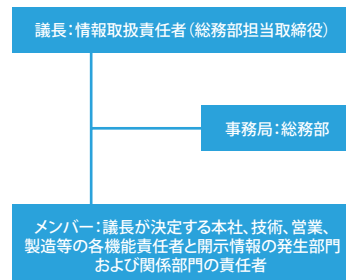 議長：情報取扱責任者（総務部担当取締役）
事務局：総務部
メンバー：議長が決定する本社、技術、営業、
製造等の各機能責任者と開示情報の発生部門
および関係部門の責任者